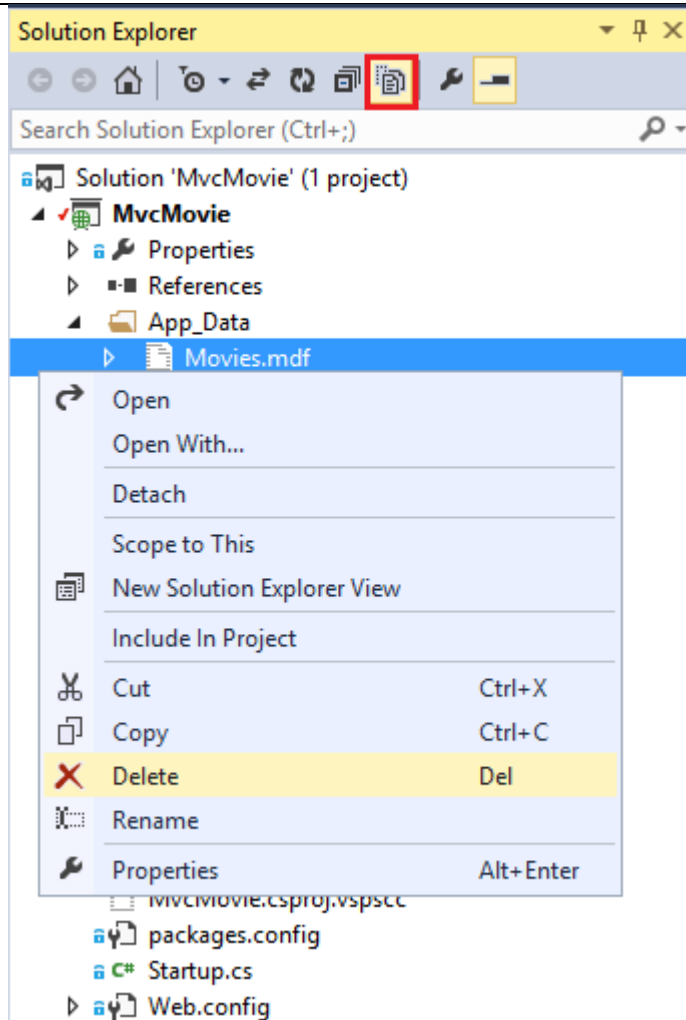 Solution Explorer
Search Solution Explorer (Ctrl+;)
Solution 'MvcMovie' (1 project)
MvcMovie
Properties
References
App_Data
Movies.mdf
Open
Open With...
Detach
Scope to This
New Solution Explorer View
Include In Project
Cut Ctrl+X
Copy Ctrl+C
Delete Del
Rename
Properties Alt+Enter
MvcMovie.csproj.vspscc
packages.config
C# Startup.cs
Web.config